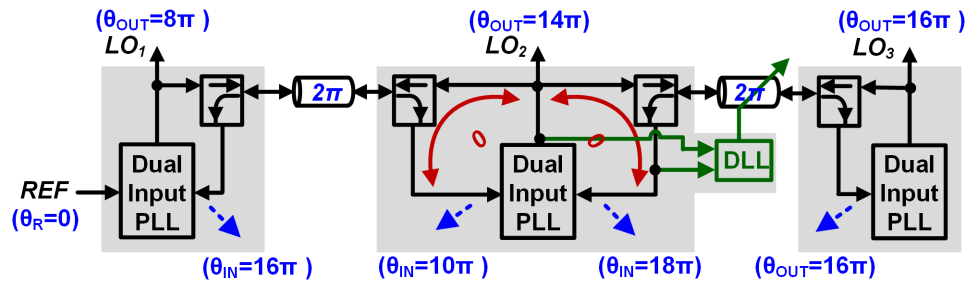 (θOUT=8π )
(θOUT=14π )
(θOUT=16π )
LO1
LO2
LO3
2π
2π
0
0
DLL
REF
(θR=0)
Dual
Input
PLL
Dual
Input
PLL
Dual
Input
PLL
(θIN=16π )
(θIN=10π )
(θIN=18π)
(θOUT=16π)